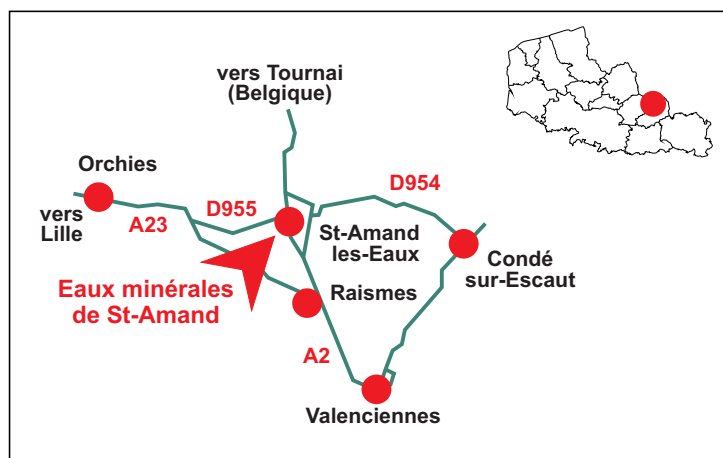 vers Tournai
(Belgique)
Orchies
D954
D955
vers
Lille
A23
St-Amand
les-Eaux
Condé
sur-Escaut
Eaux minérales
de St-Amand
Raismes
A2
Valenciennes